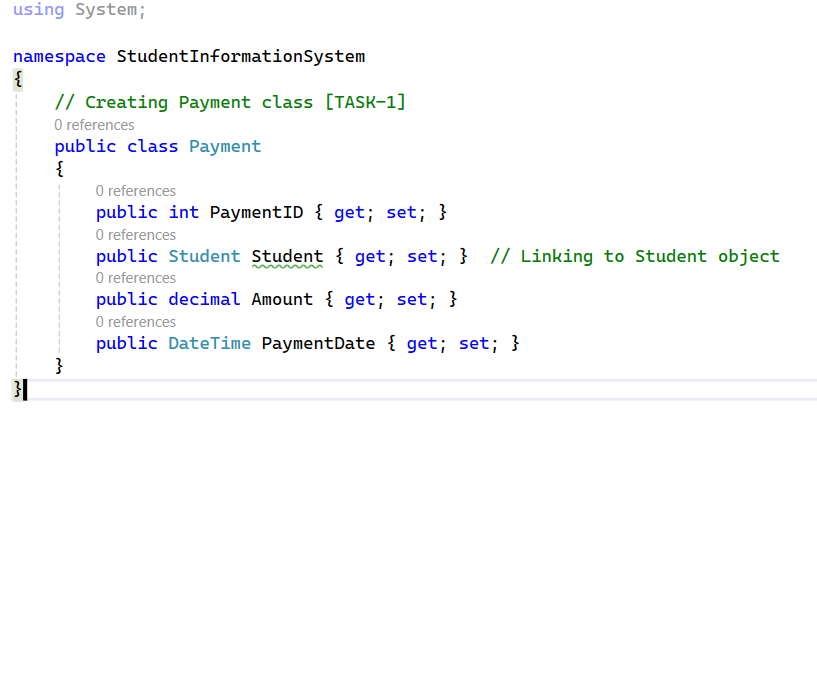 using System;
namespace StudentInformationSystem
{
// Creating Payment class [TASK-1]
0 references
public class Payment
{
0 references
public int PaymentID { get; set; }
0 references
public Student Student { get; set; }  // Linking to Student object
0 references
public decimal Amount { get; set; }
0 references
public DateTime PaymentDate { get; set; }
}
}